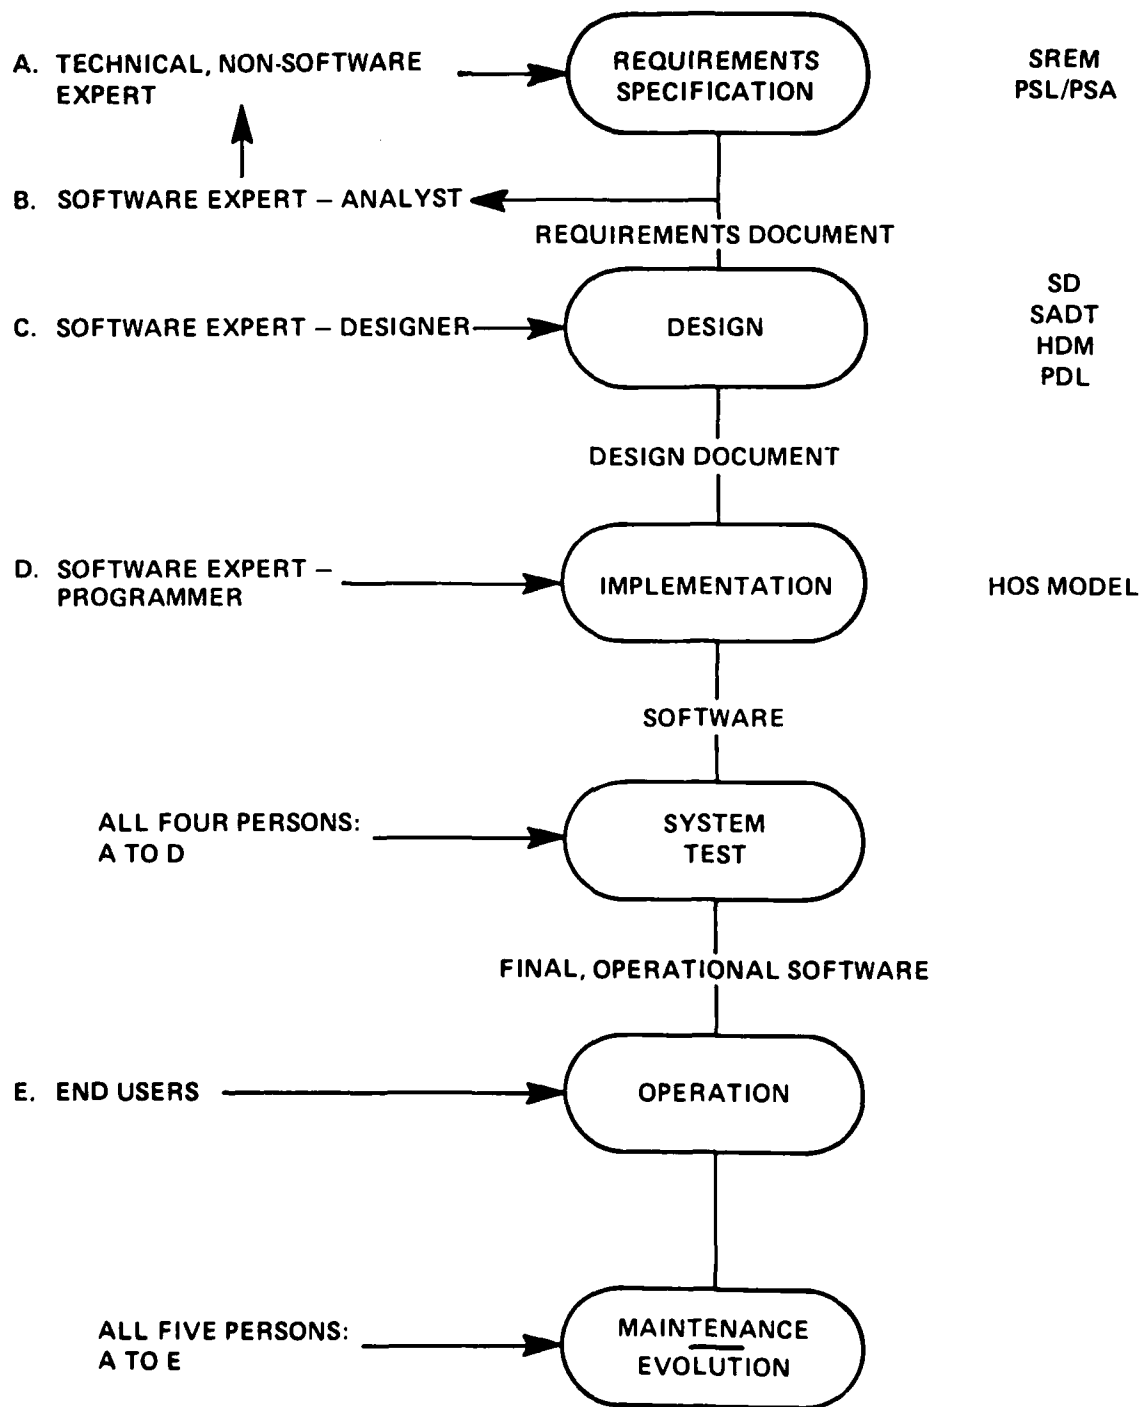 A. TECHNICAL, NON-SOFTWARE
EXPERT
REQUIREMENTS
SPECIFICATION
SREM
PSL/PSA
B. SOFTWARE EXPERT – ANALYST
REQUIREMENTS DOCUMENT
C. SOFTWARE EXPERT – DESIGNER
DESIGN
SD
SADT
HDM
PDL
DESIGN DOCUMENT
D. SOFTWARE EXPERT –
PROGRAMMER
IMPLEMENTATION
HOS MODEL
SOFTWARE
ALL FOUR PERSONS:
A TO D
SYSTEM
TEST
FINAL, OPERATIONAL SOFTWARE
E. END USERS
OPERATION
ALL FIVE PERSONS:
A TO E
MAINTENANCE
EVOLUTION